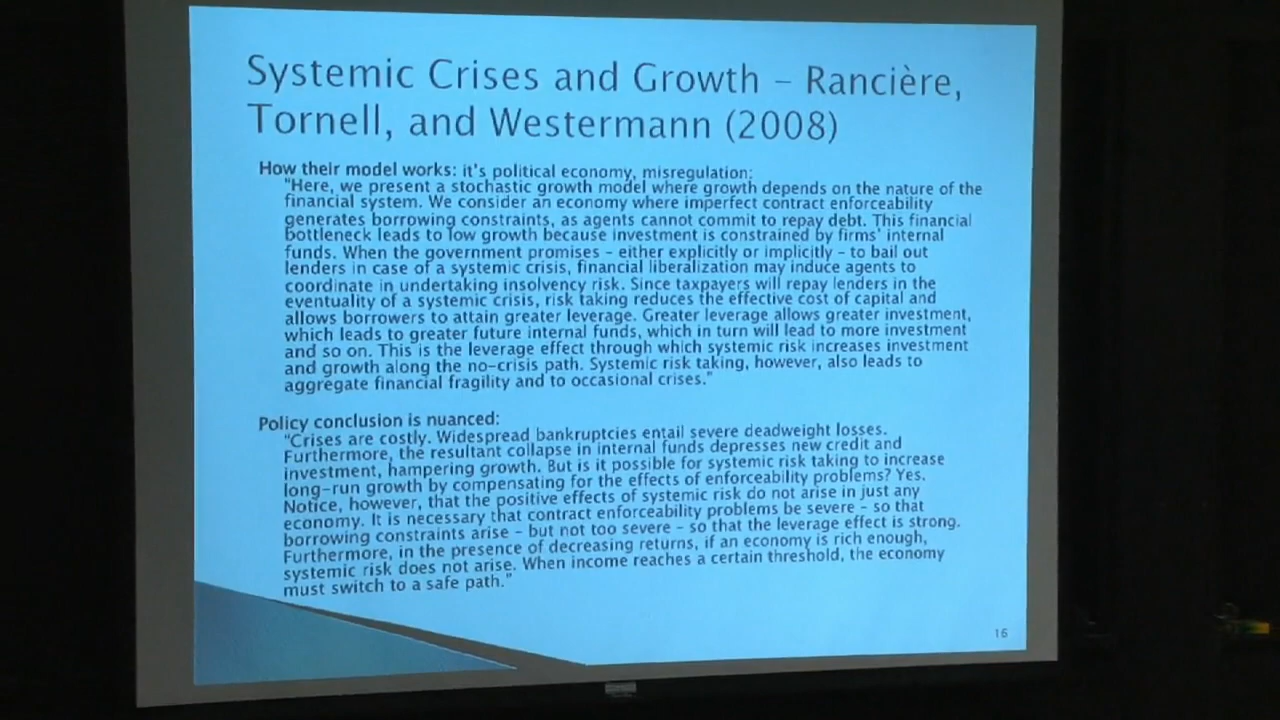 Systemic Crises and Growth – Rancière,
Tornell, and Westermann (2008)
How their model works: it's political economy, misregulation:
"Here, we present a stochastic growth model where growth depends on the nature of the
financial system. We consider an economy where imperfect contract enforceability
generates borrowing constraints, as agents cannot commit to repay debt. This financial
bottleneck leads to low growth because investment is constrained by firms' internal
funds. When the government promises – either explicitly or implicitly – to bail out
lenders in case of a systemic crisis, financial liberalization may induce agents to
coordinate in undertaking insolvency risk. Since taxpayers will repay lenders in the
eventuality of a systemic crisis, risk taking reduces the effective cost of capital and
allows borrowers to attain greater leverage. Greater leverage allows greater investment,
which leads to greater future internal funds, which in turn will lead to more investment
and so on. This is the leverage effect through which systemic risk increases investment
and growth along the no-crisis path. Systemic risk taking, however, also leads to
aggregate financial fragility and to occasional crises."
Policy conclusion is nuanced:
"Crises are costly. Widespread bankruptcies entail severe deadweight losses.
Furthermore, the resultant collapse in internal funds depresses new credit and
investment, hampering growth. But is it possible for systemic risk taking to increase
long-run growth by compensating for the effects of enforceability problems? Yes.
Notice, however, that the positive effects of systemic risk do not arise in just any
economy. It is necessary that contract enforceability problems be severe – so that
borrowing constraints arise – but not too severe – so that the leverage effect is strong.
Furthermore, in the presence of decreasing returns, if an economy is rich enough,
systemic risk does not arise. When income reaches a certain threshold, the economy
must switch to a safe path."
16